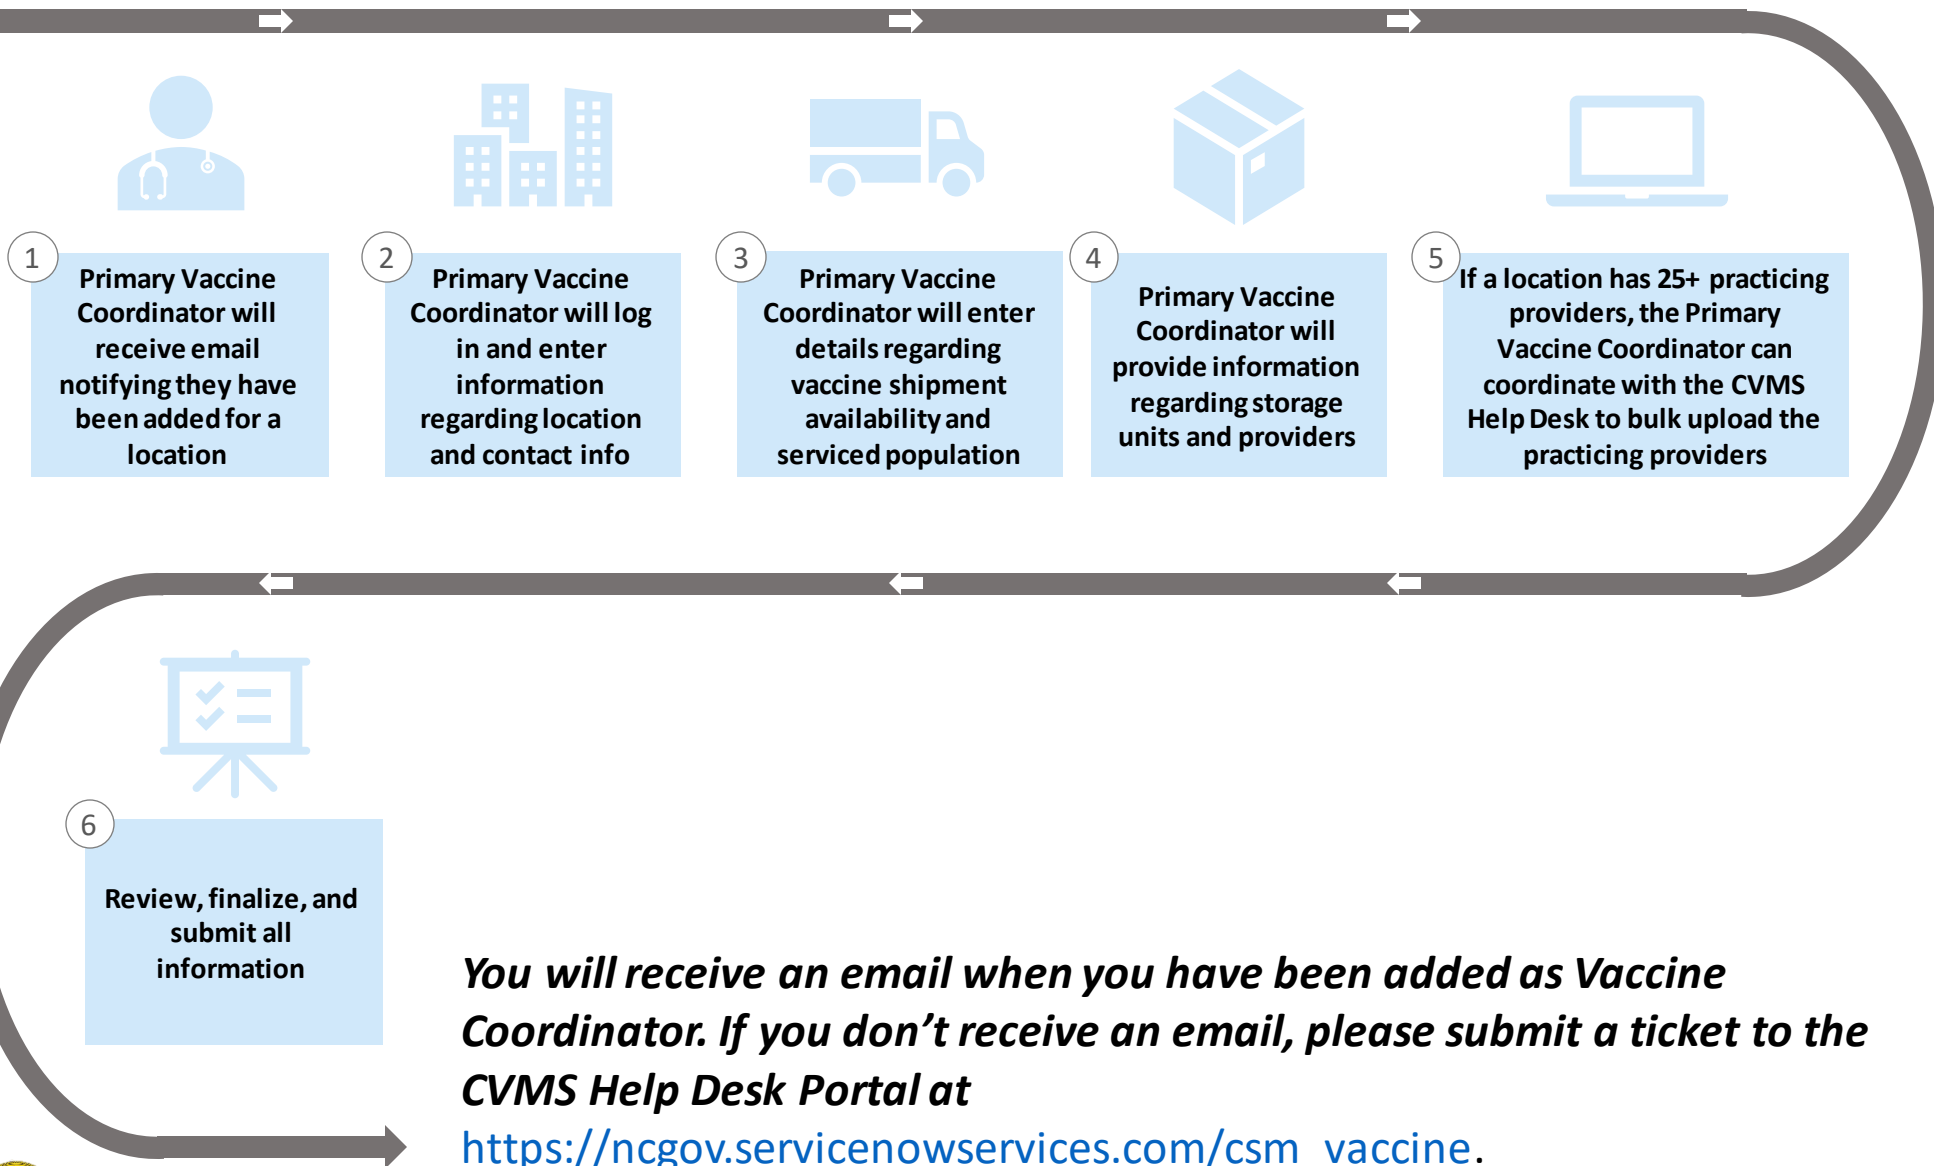 1
Primary Vaccine
Coordinator will
receive email
notifying they have
been added for a
location
2
Primary Vaccine
Coordinator will log
in and enter
information
regarding location
and contact info
3
Primary Vaccine
Coordinator will enter
details regarding
vaccine shipment
availability and
serviced population
4
Primary Vaccine
Coordinator will
provide information
regarding storage
units and providers
5
If a location has 25+ practicing
providers, the Primary
Vaccine Coordinator can
coordinate with the CVMS
Help Desk to bulk upload the
practicing providers
6
Review, finalize, and
submit all
information
You will receive an email when you have been added as Vaccine
Coordinator. If you don’t receive an email, please submit a ticket to the
CVMS Help Desk Portal at
https://ncgov.servicenowservices.com/csm_vaccine.